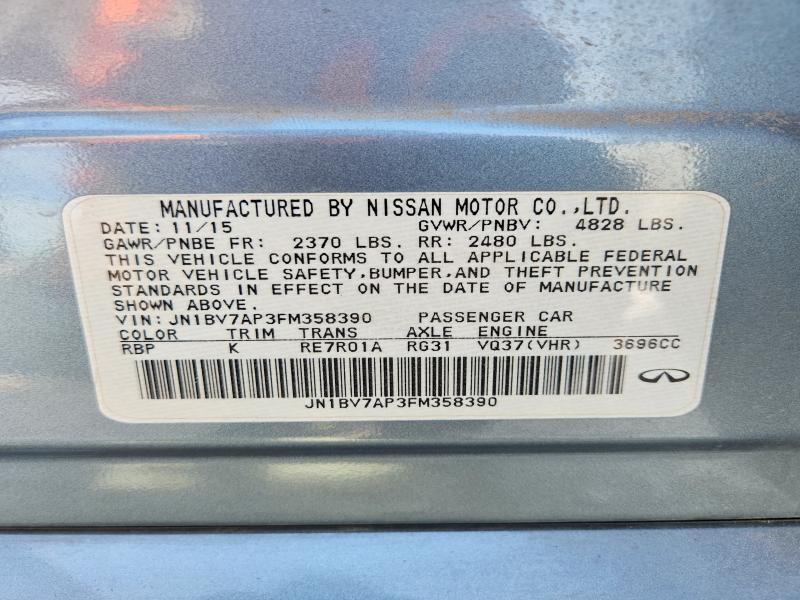 MANUFACTURED BY NISSAN MOTOR CO.,LTD.
DATE: 11/15 GVWR/PNBV: 4828 LBS.
GAWR/PNBE FR: 2370 LBS. RR: 2480 LBS.
THIS VEHICLE CONFORMS TO ALL APPLICABLE FEDERAL
MOTOR VEHICLE SAFETY,BUMPER,AND THEFT PREVENTION
STANDARDS IN EFFECT ON THE DATE OF MANUFACTURE
SHOWN ABOVE.
VIN:JN1BV7AP3FM358390 PASSENGER CAR
COLOR TRIM TRANS AXLE ENGINE
RBP K RE7R01A RG31 VQ37(VHR) 3696CC
JN1BV7AP3FM358390